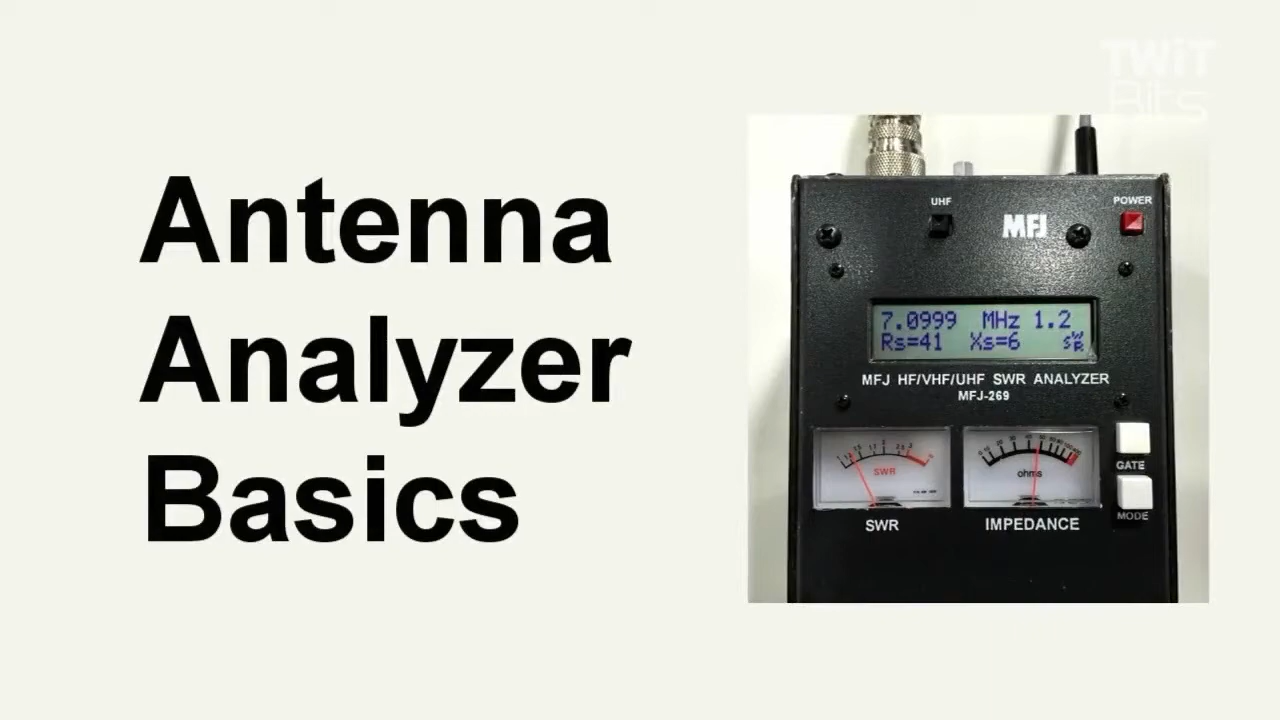 TWiT
Bits
Antenna
Analyzer
Basics
UHF
MFJ
POWER
7.0999 MHz 1.2
Rs=41 Xs=6 SWR
MFJ HF/VHF/UHF SWR ANALYZER
MFJ-269
SWR
ohms
GATE
MODE
SWR
IMPEDANCE